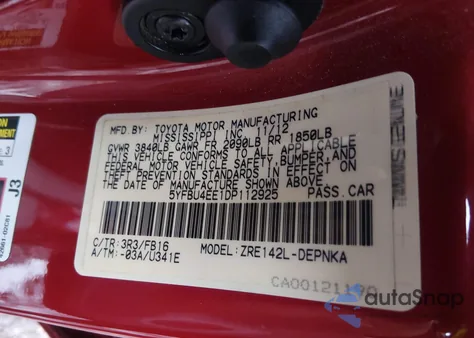 MFD.BY: TOYOTA MOTOR MANUFACTURING
MISSISSIPPI INC 11/12
GVWR 3840LB GAWR FR 2090LB RR 1850LB
THIS VEHICLE CONFORMS TO ALL APPLICABLE
FEDERAL MOTOR VEHICLE SAFETY, BUMPER, AND
THEFT PREVENTION STANDARDS IN EFFECT ON
THE DATE OF MANUFACTURE SHOWN ABOVE.
5YFBU4EE1DP112925 PASS.CAR
C/TR: 3R3/FB16 MODEL: ZRE142L-DEPNKA
A/TM: -03A/U341E
J3
autaSnap